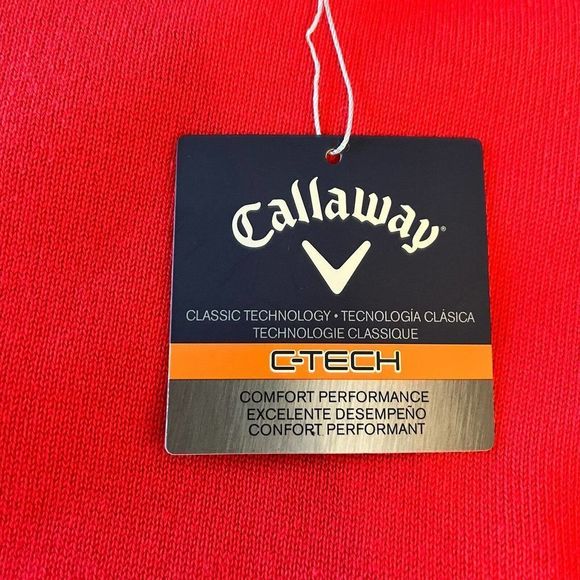 Callaway®
CLASSIC TECHNOLOGY • TECNOLOGÍA CLÁSICA
TECHNOLOGIE CLASSIQUE
C-TECH
COMFORT PERFORMANCE
EXCELENTE DESEMPEÑO
CONFORT PERFORMANT